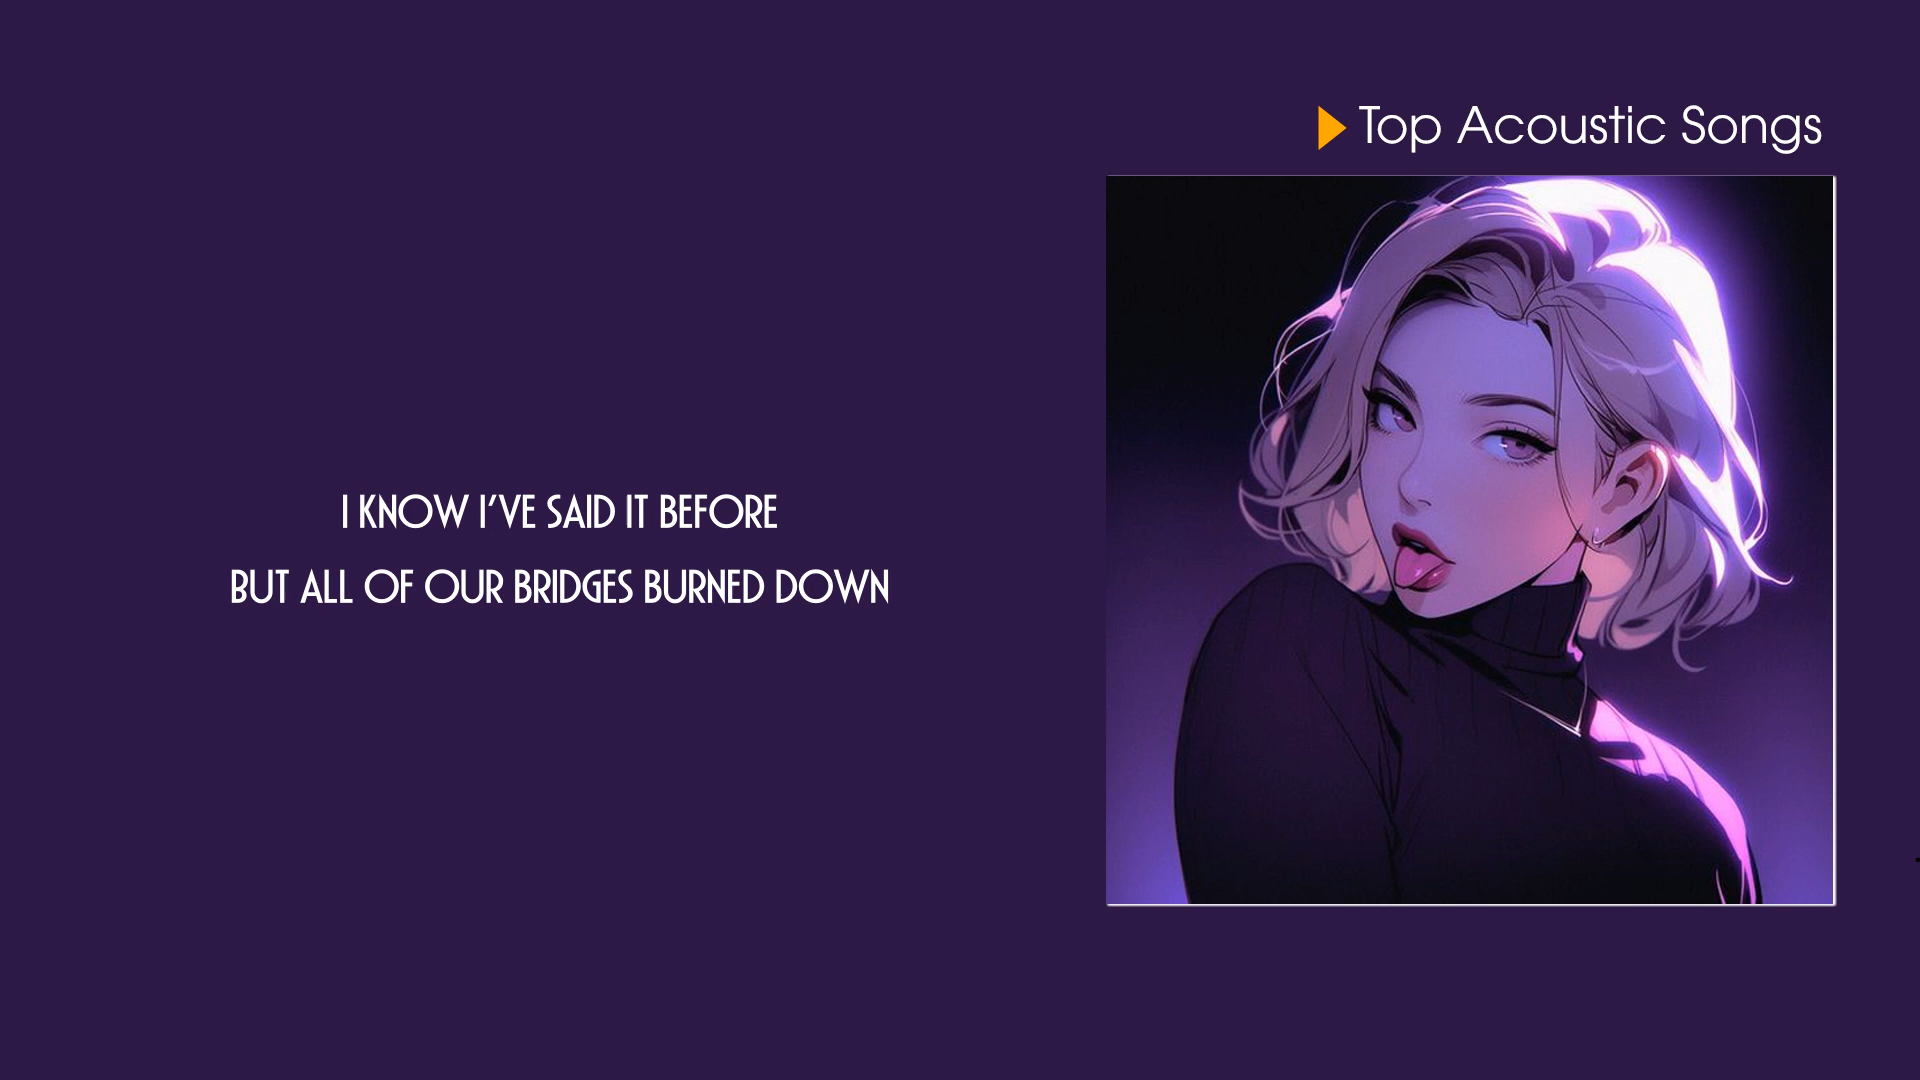 Top Acoustic Songs
I KNOW I'VE SAID IT BEFORE
BUT ALL OF OUR BRIDGES BURNED DOWN